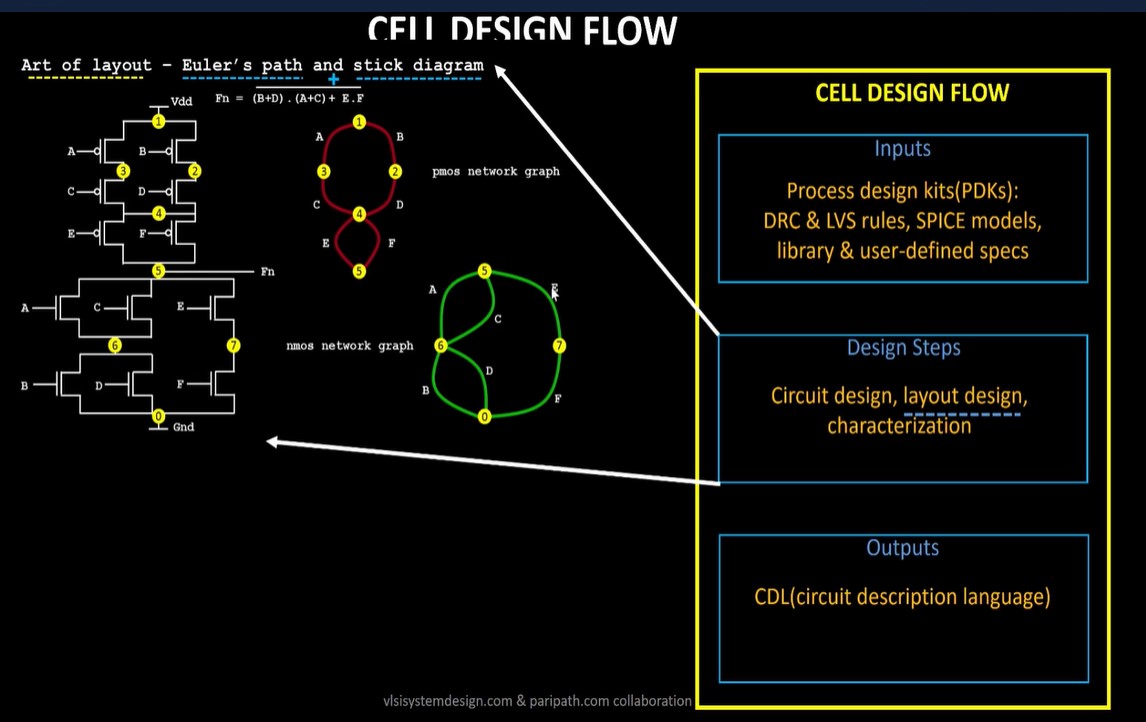 CELL DESIGN FLOW
Art of layout – Euler's path and stick diagram
+
Fn = (B+D).(A+C)+ E.F
Vdd
1
A
B
3
2
C
D
4
E
F
5
Fn
A
C
E
6
7
B
D
F
0
Gnd
1
A
B
3
2
pmos network graph
C
D
4
E
F
5
5
A
E
C
nmos network graph
6
7
D
B
F
0
CELL DESIGN FLOW
Inputs
Process design kits(PDKs):
DRC & LVS rules, SPICE models,
library & user-defined specs
Design Steps
Circuit design, layout design,
characterization
Outputs
CDL(circuit description language)
vlsisystemdesign.com & paripath.com collaboration